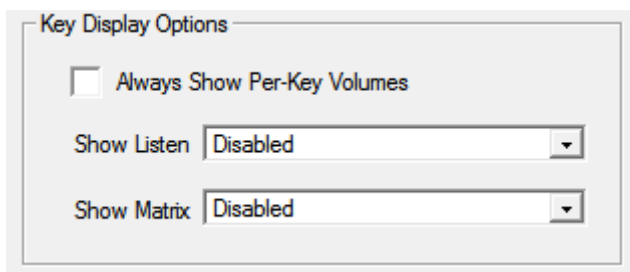 Key Display Options
Always Show Per-Key Volumes
Show Listen Disabled
Show Matrix Disabled